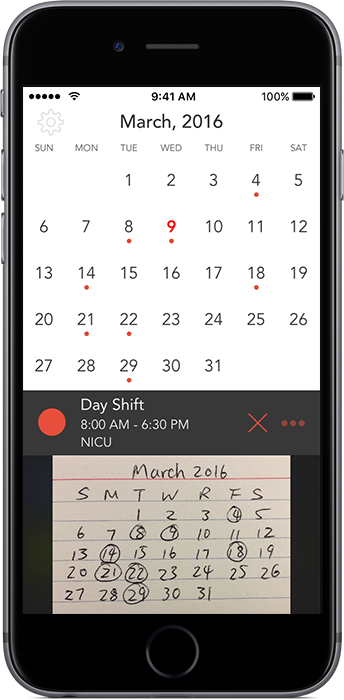 9:41 AM 100%
March, 2016
SUN MON TUE WED THU FRI SAT
1 2 3 4 5
6 7 8 9 10 11 12
13 14 15 16 17 18 19
20 21 22 23 24 25 26
27 28 29 30 31
Day Shift
8:00 AM - 6:30 PM
NICU
March 2016
S M T W R F S
1 2 3 4 5
6 7 8 9 10 11 12
13 14 15 16 17 18 19
20 21 22 23 24 25 26
27 28 29 30 31